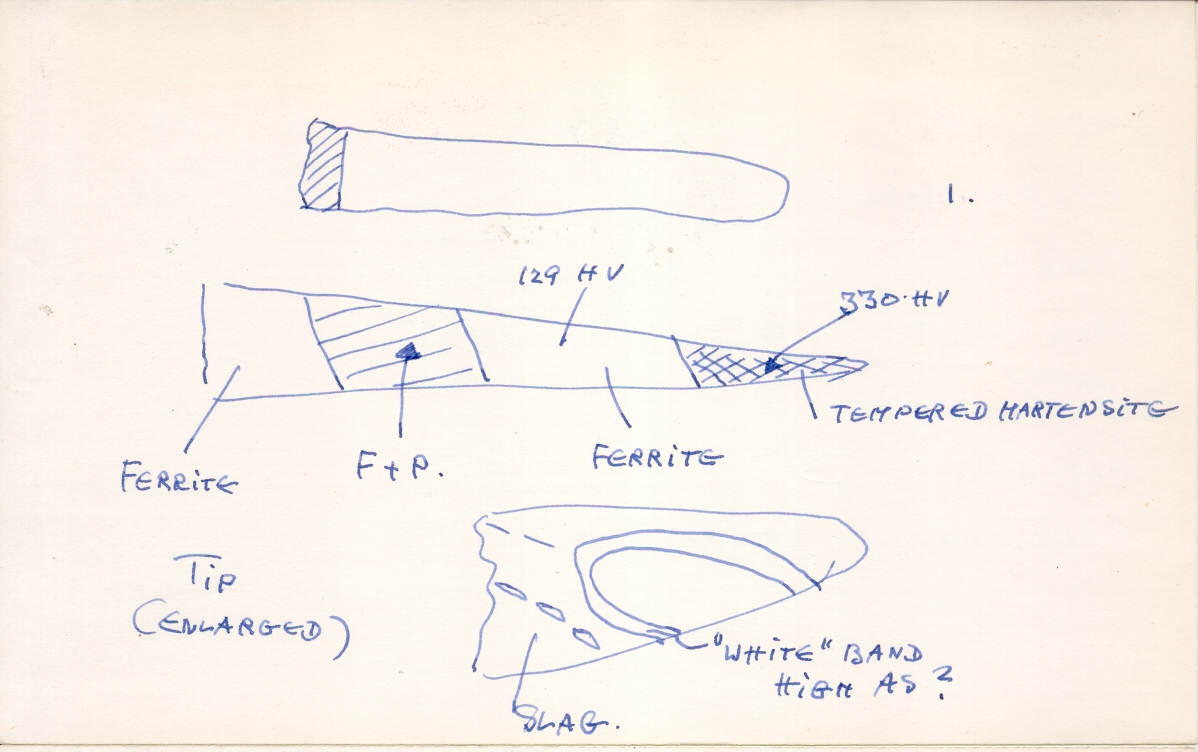 1.
129 HV
330.HV
TEMPERED MARTENSITE
FERRITE
F + P.
FERRITE
TIP
(ENLARGED)
"WHITE" BAND
HIGH AS?
SLAG.